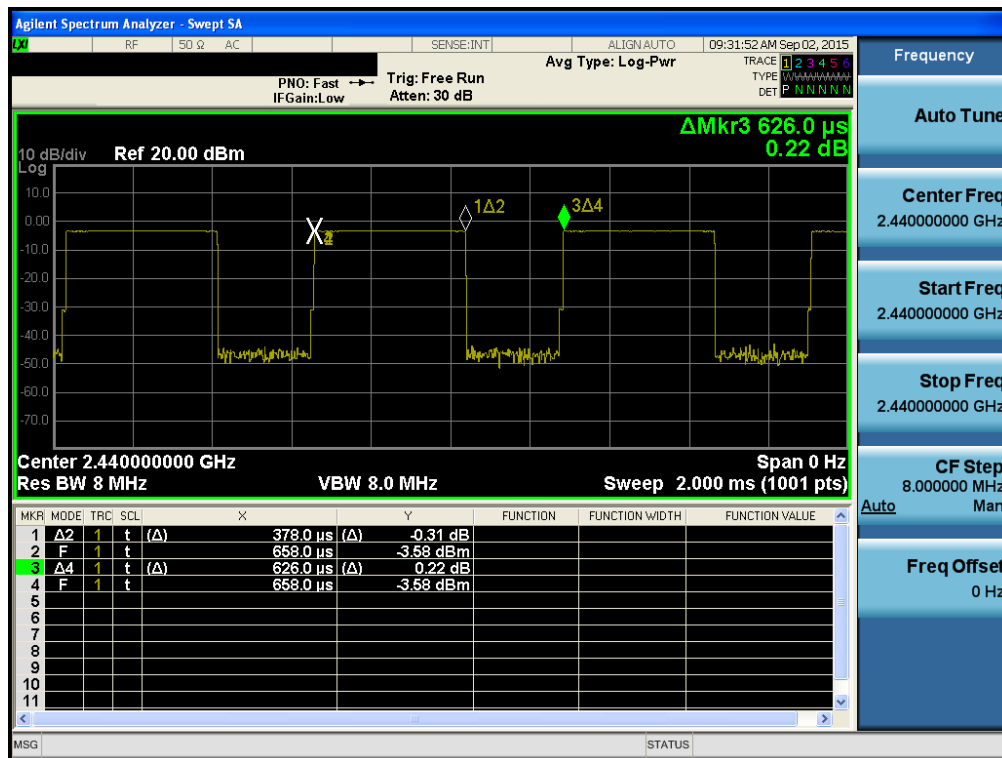 Agilent Spectrum Analyzer - Swept SA
LXI RF 50 Ω AC SENSE:INT ALIGN AUTO 09:31:52 AM Sep 02, 2015
Avg Type: Log-Pwr TRACE 1 2 3 4 5 6
PNO: Fast Trig: Free Run TYPE
IFGain:Low Atten: 30 dB DET P N N N N N
ΔMkr3 626.0 µs
0.22 dB
10 dB/div Ref 20.00 dBm
Log
10.0
0.00
-10.0
-20.0
-30.0
-40.0
-50.0
-60.0
-70.0
1Δ2
3Δ4
Center 2.440000000 GHz Span 0 Hz
Res BW 8 MHz VBW 8.0 MHz Sweep 2.000 ms (1001 pts)
MKR MODE TRC SCL X Y FUNCTION FUNCTION WIDTH FUNCTION VALUE
1 Δ2 1 t (Δ) 378.0 µs (Δ) -0.31 dB
2 F 1 t 658.0 µs -3.58 dBm
3 Δ4 1 t (Δ) 626.0 µs (Δ) 0.22 dB
4 F 1 t 658.0 µs -3.58 dBm
5
6
7
8
9
10
11
MSG STATUS
Frequency
Auto Tune
Center Freq
2.440000000 GHz
Start Freq
2.440000000 GHz
Stop Freq
2.440000000 GHz
CF Step
8.000000 MHz
Auto Man
Freq Offset
0 Hz